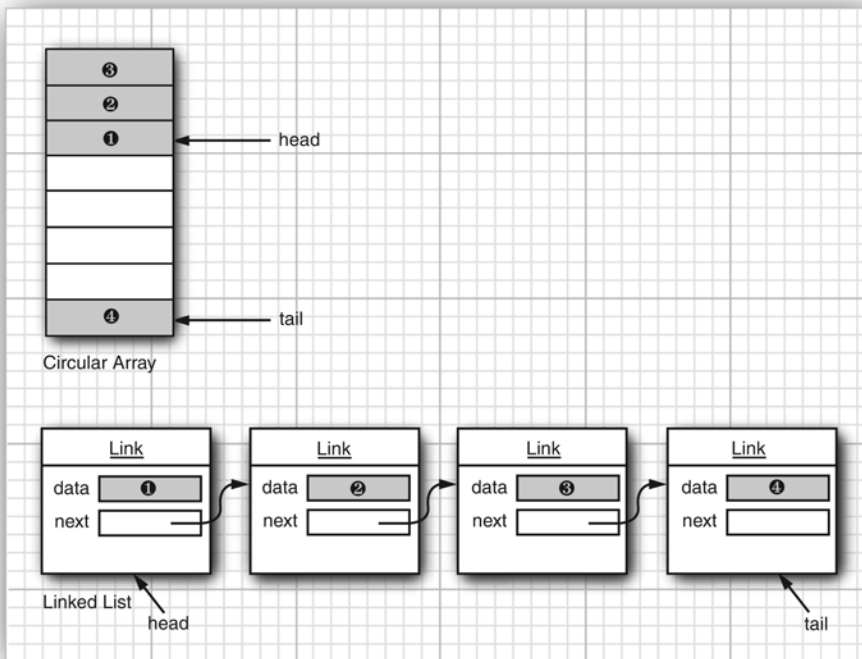 ❸
❷
❶
head
❹
tail
Circular Array
Link Link Link Link
data ❶ data ❷ data ❸ data ❹
next next next next
Linked List
head tail